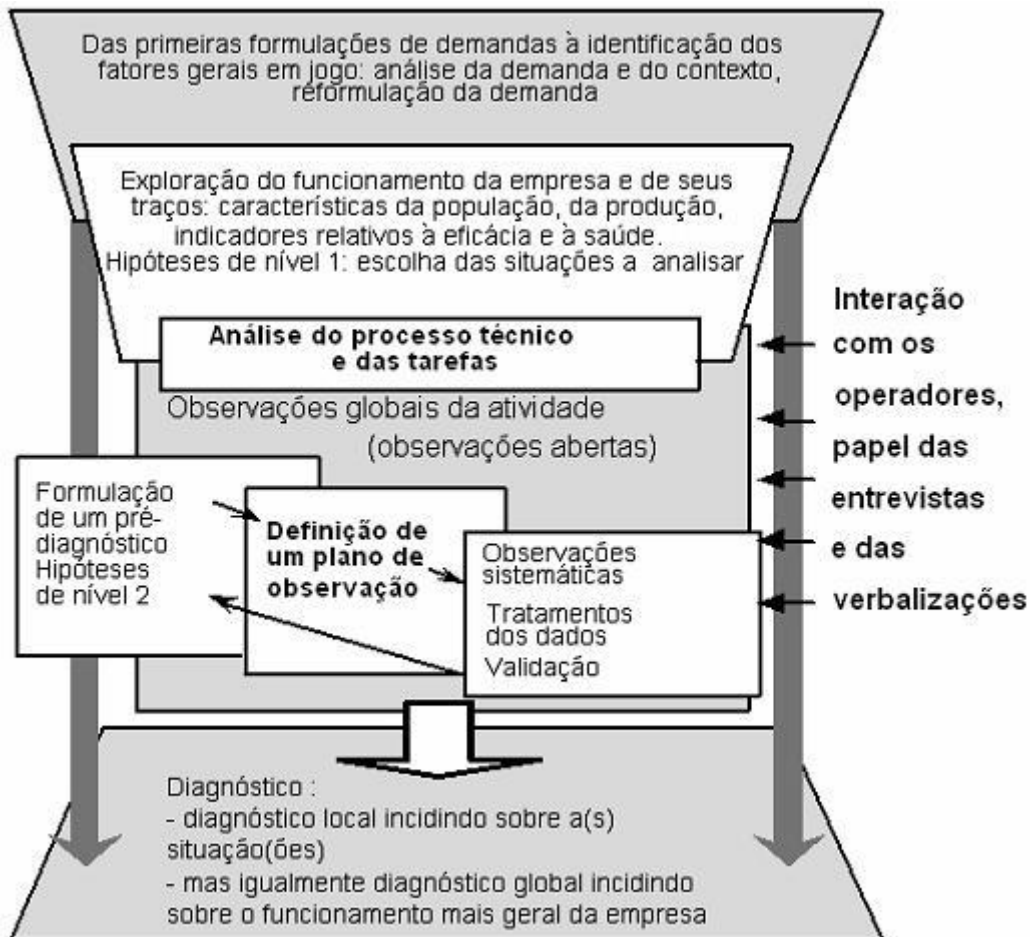 Das primeiras formulações de demandas à identificação dos
fatores gerais em jogo: análise da demanda e do contexto,
reformulação da demanda
Exploração do funcionamento da empresa e de seus
traços: características da população, da produção,
indicadores relativos à eficácia e à saúde.
Hipóteses de nível 1: escolha das situações a analisar
Análise do processo técnico
e das tarefas
Observações globais da atividade
(observações abertas)
Formulação
de um pré-
diagnóstico
Hipóteses
de nível 2
Definição de
um plano de
observação
Observações
sistemáticas
Tratamentos
dos dados
Validação
Interação
com os
operadores,
papel das
entrevistas
e das
verbalizações
Diagnóstico :
- diagnóstico local incidindo sobre a(s)
situação(ões)
- mas igualmente diagnóstico global incidindo
sobre o funcionamento mais geral da empresa